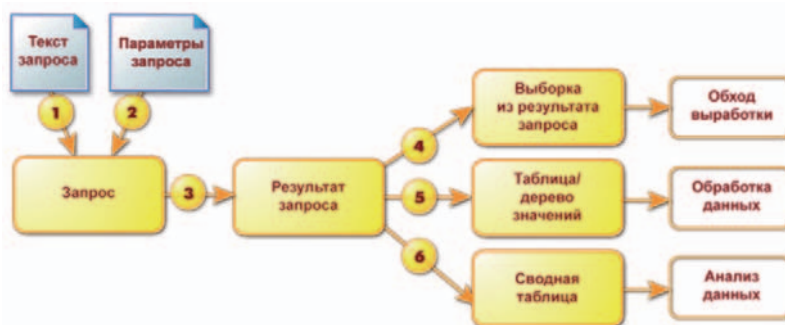 Текст
запроса
Параметры
запроса
1
2
Запрос
3
Результат
запроса
4
5
6
Выборка
из результата
запроса
Обход
выработки
Таблица/
дерево
значений
Обработка
данных
Сводная
таблица
Анализ
данных